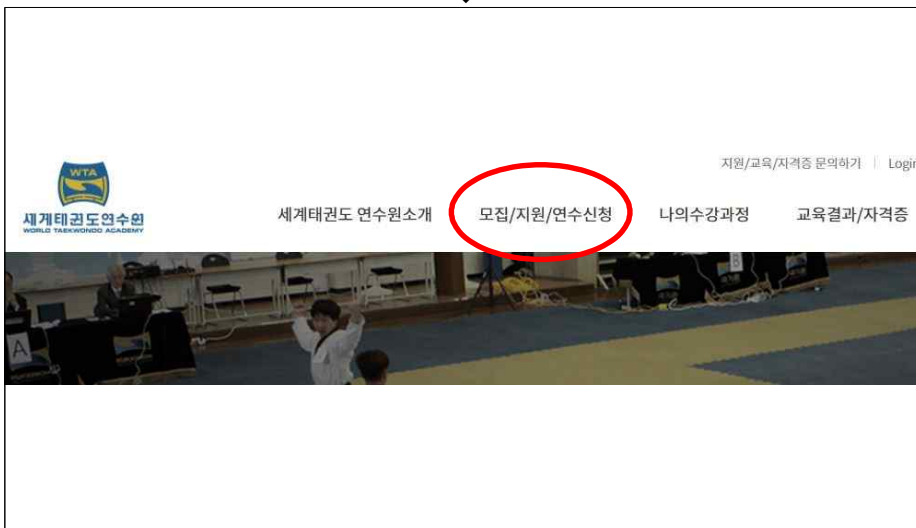 지원/교육/자격증 문의하기 Login
WTA
세계태권도연수원
WORLD TAEKWONDO ACADEMY
세계태권도 연수원소개 모집/지원/연수신청 나의수강과정 교육결과/자격증
B
A